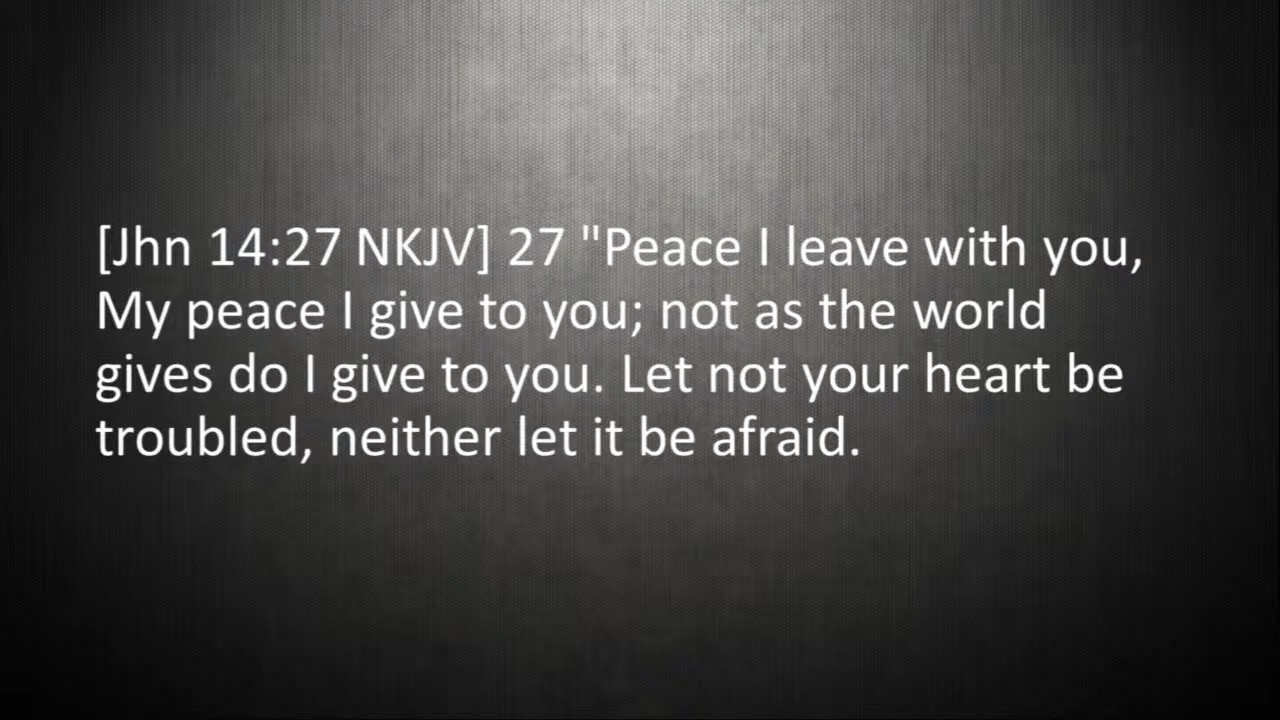 [Jhn 14:27 NKJV] 27 "Peace I leave with you,
My peace I give to you; not as the world
gives do I give to you. Let not your heart be
troubled, neither let it be afraid.